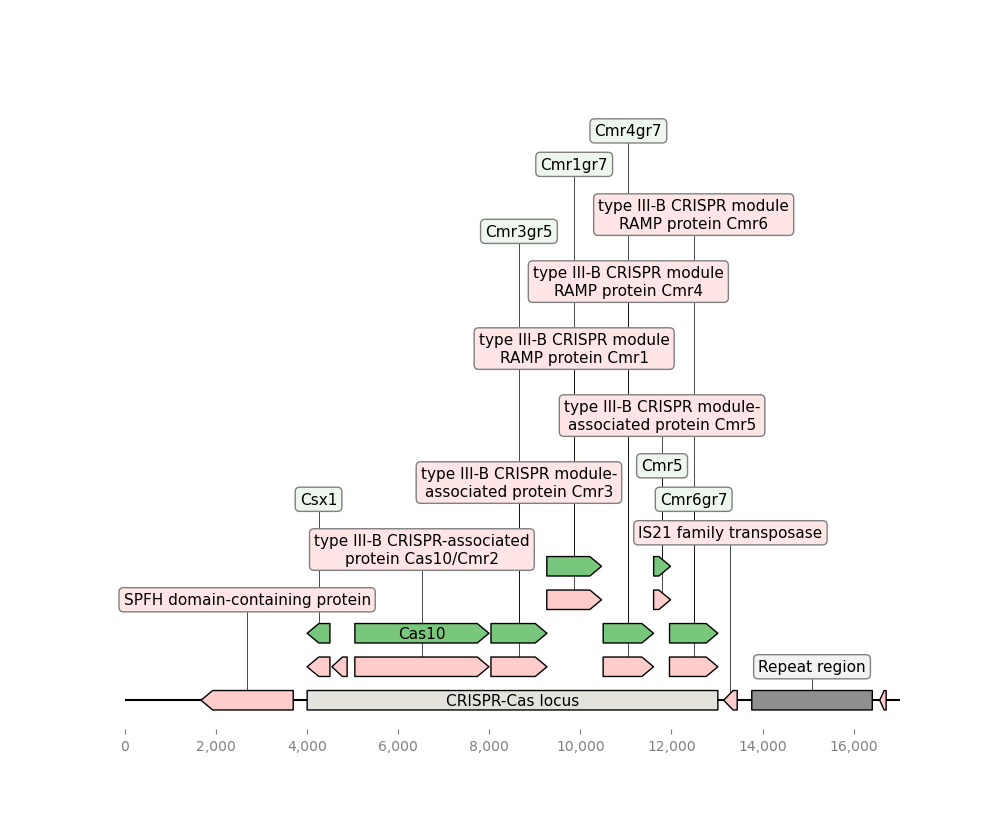 Cmr4gr7
Cmr1gr7
type III-B CRISPR module
RAMP protein Cmr6
Cmr3gr5
type III-B CRISPR module
RAMP protein Cmr4
type III-B CRISPR module
RAMP protein Cmr1
type III-B CRISPR module-
associated protein Cmr5
Cmr5
type III-B CRISPR module-
associated protein Cmr3
Csx1
Cmr6gr7
IS21 family transposase
type III-B CRISPR-associated
protein Cas10/Cmr2
SPFH domain-containing protein
Cas10
Repeat region
CRISPR-Cas locus
0 2,000 4,000 6,000 8,000 10,000 12,000 14,000 16,000